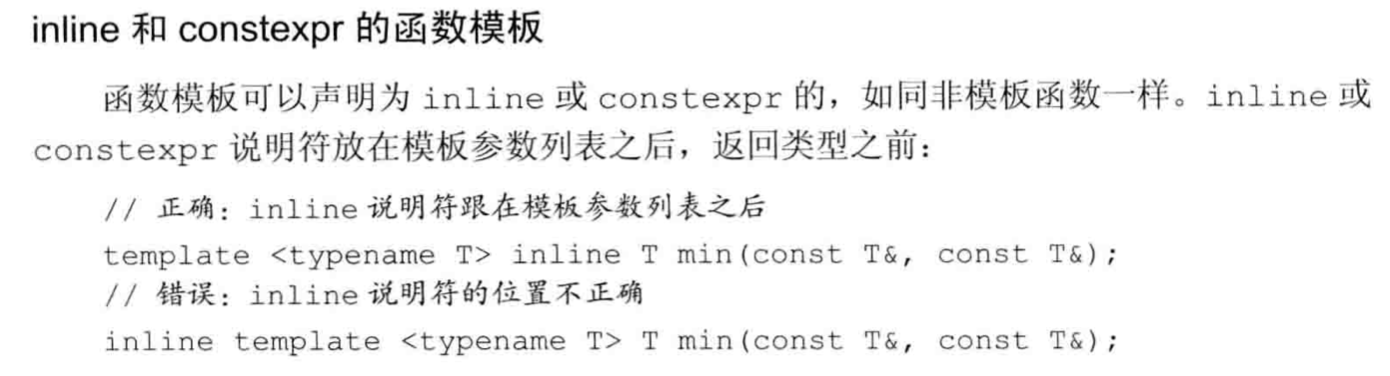 inline 和 constexpr 的函数模板
函数模板可以声明为 inline 或 constexpr 的，如同非模板函数一样。inline 或
constexpr 说明符放在模板参数列表之后，返回类型之前：
// 正确：inline 说明符跟在模板参数列表之后
template <typename T> inline T min(const T&, const T&);
// 错误：inline 说明符的位置不正确
inline template <typename T> T min(const T&, const T&);